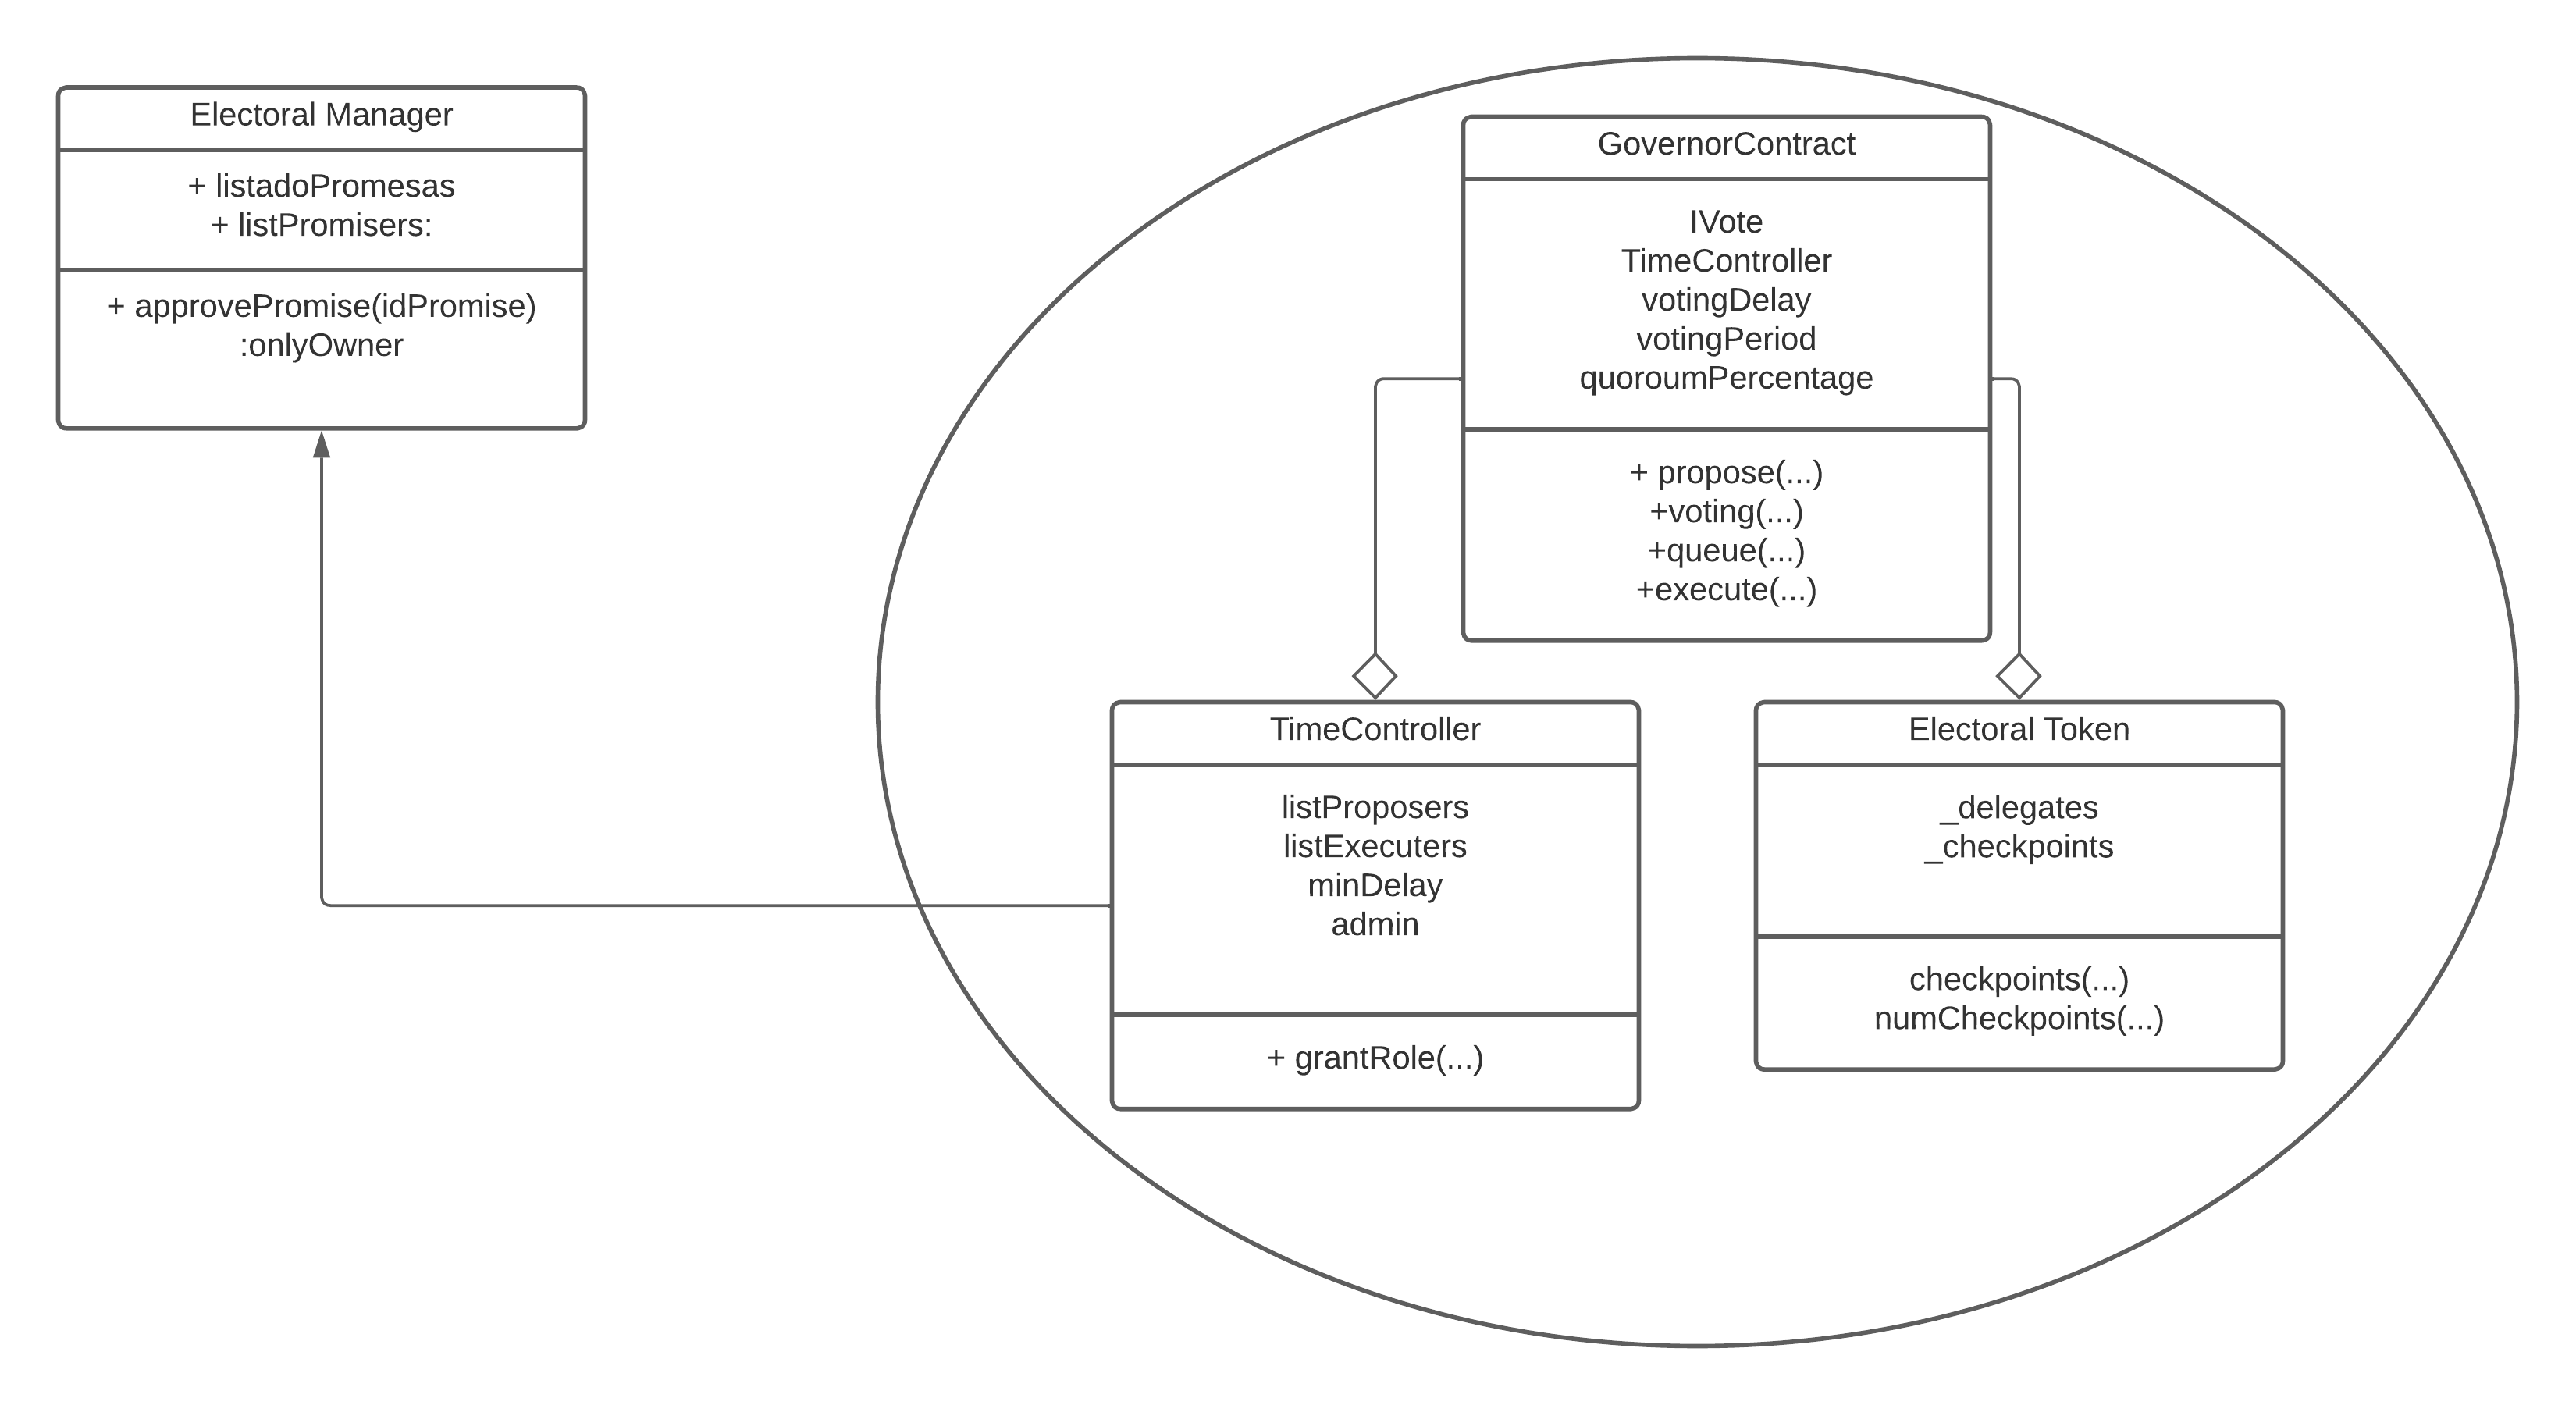 Electoral Manager
+ listadoPromesas
+ listPromisers:
+ approvePromise(idPromise)
:onlyOwner
GovernorContract
IVote
TimeController
votingDelay
votingPeriod
quoroumPercentage
+ propose(...)
+voting(...)
+queue(...)
+execute(...)
TimeController
listProposers
listExecuters
minDelay
admin
+ grantRole(...)
Electoral Token
_delegates
_checkpoints
checkpoints(...)
numCheckpoints(...)